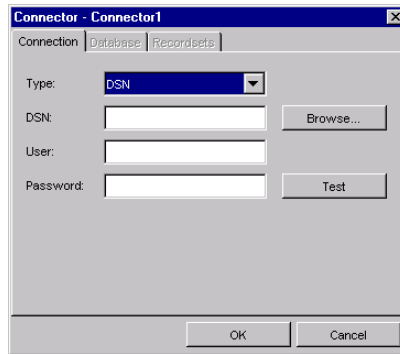 Connector - Connector1
Connection Database Recordsets
Type: DSN
DSN: Browse...
User:
Password: Test
OK Cancel